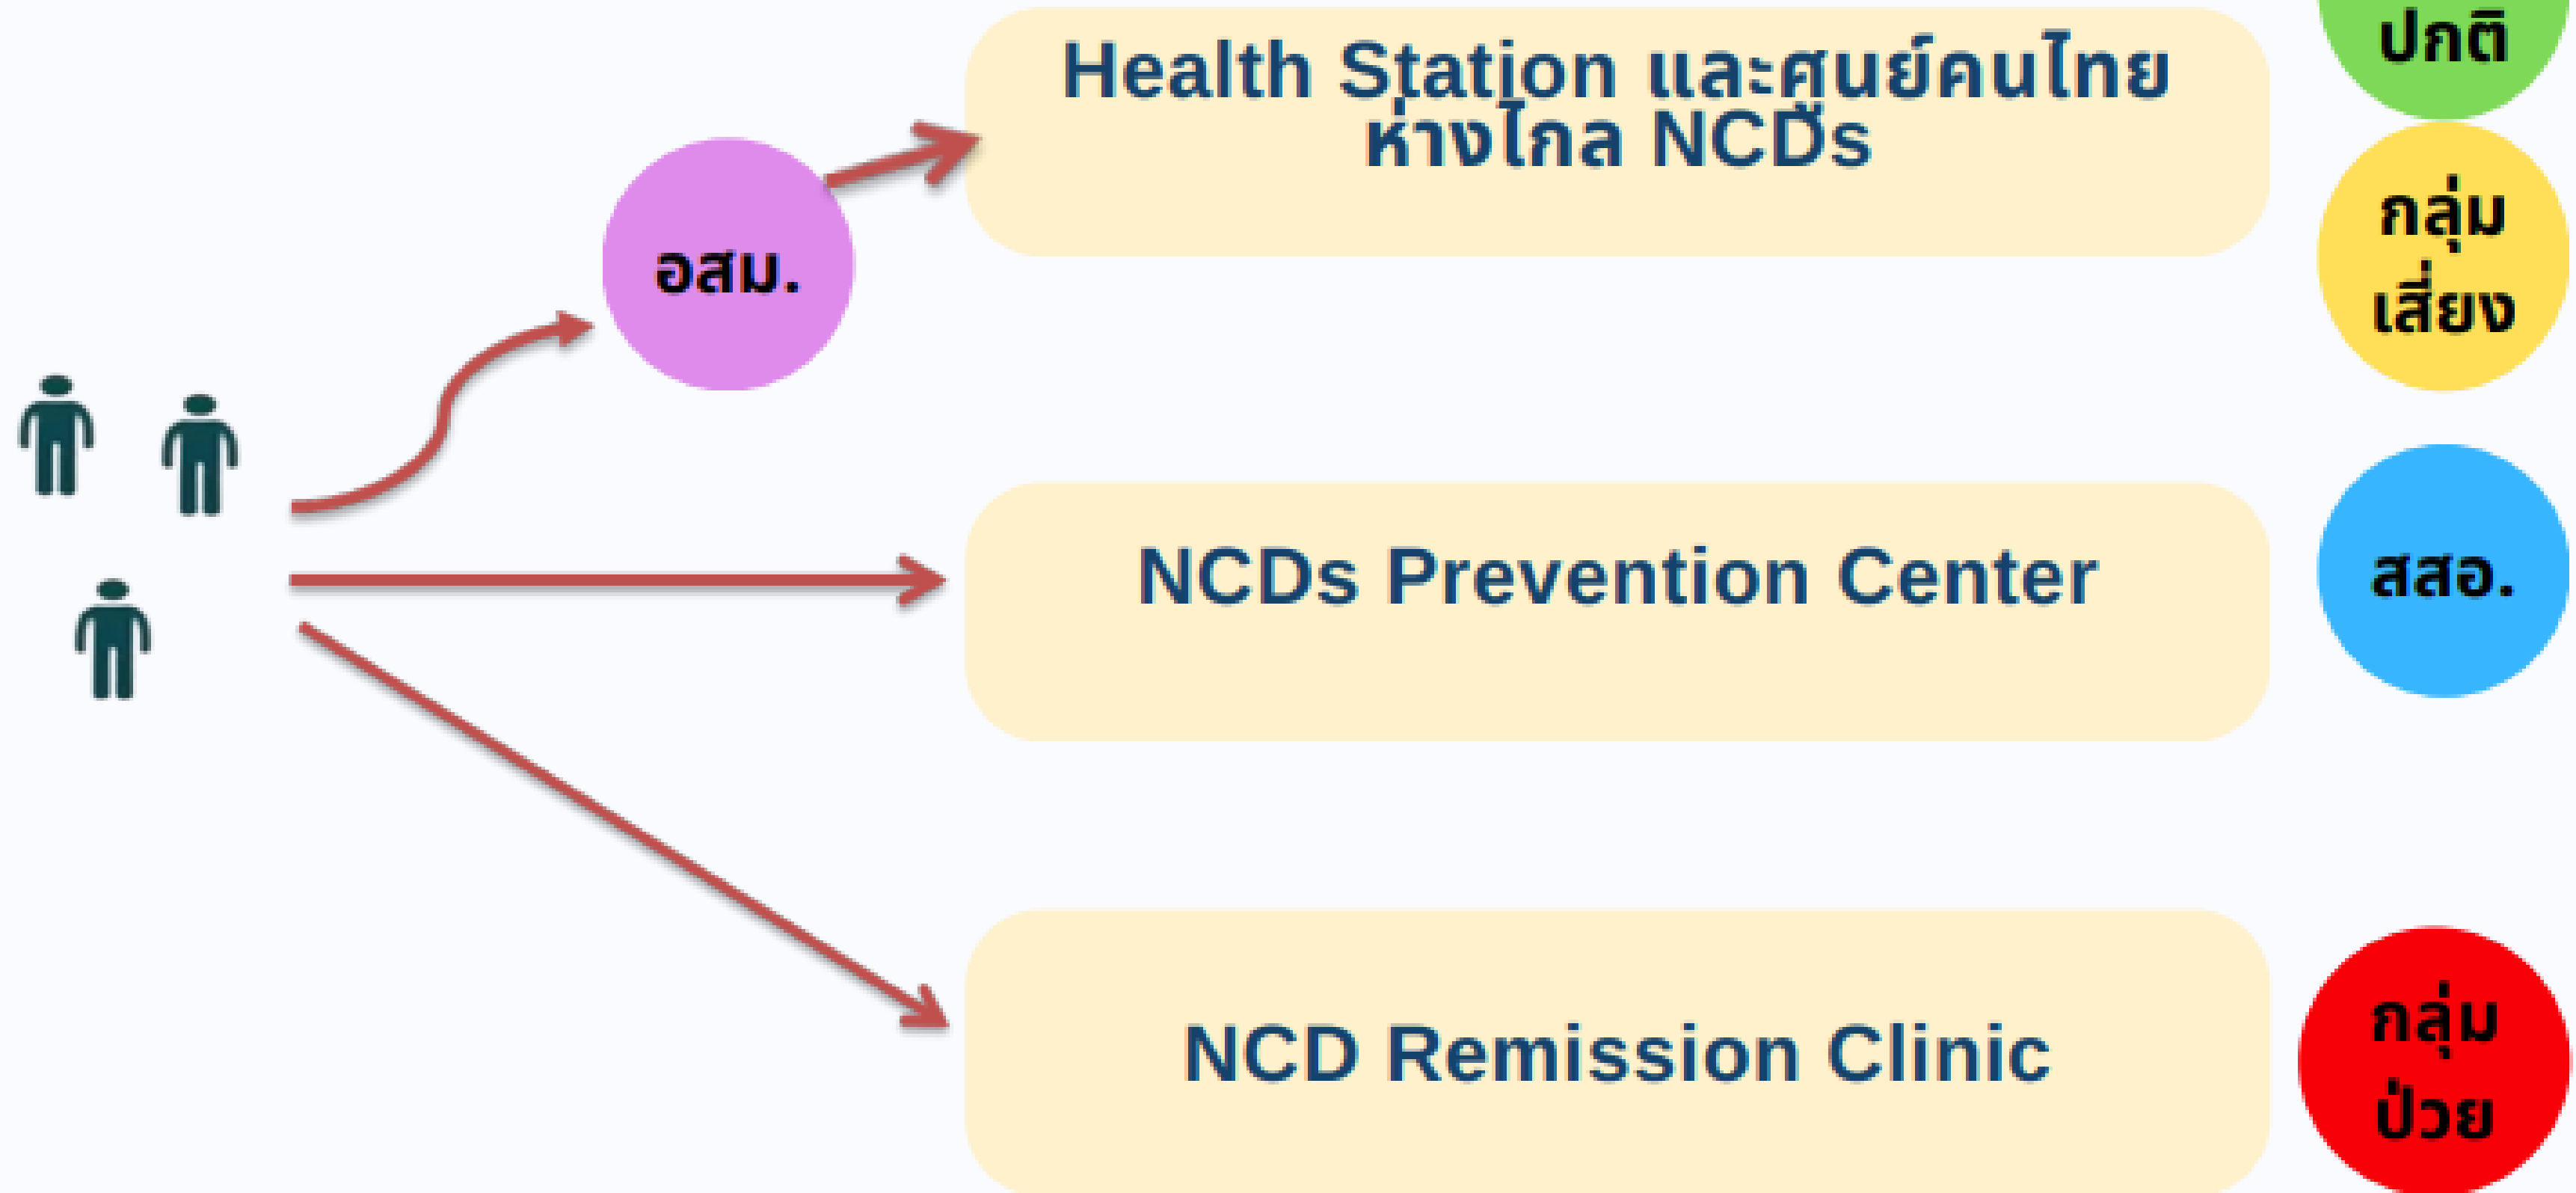 Health Station และศูนย์คนไทย
ห่างไกล NCDs
ปกติ
อสม.
กลุ่ม
เสี่ยง
NCDs Prevention Center
สสอ.
NCD Remission Clinic
กลุ่ม
ป่วย